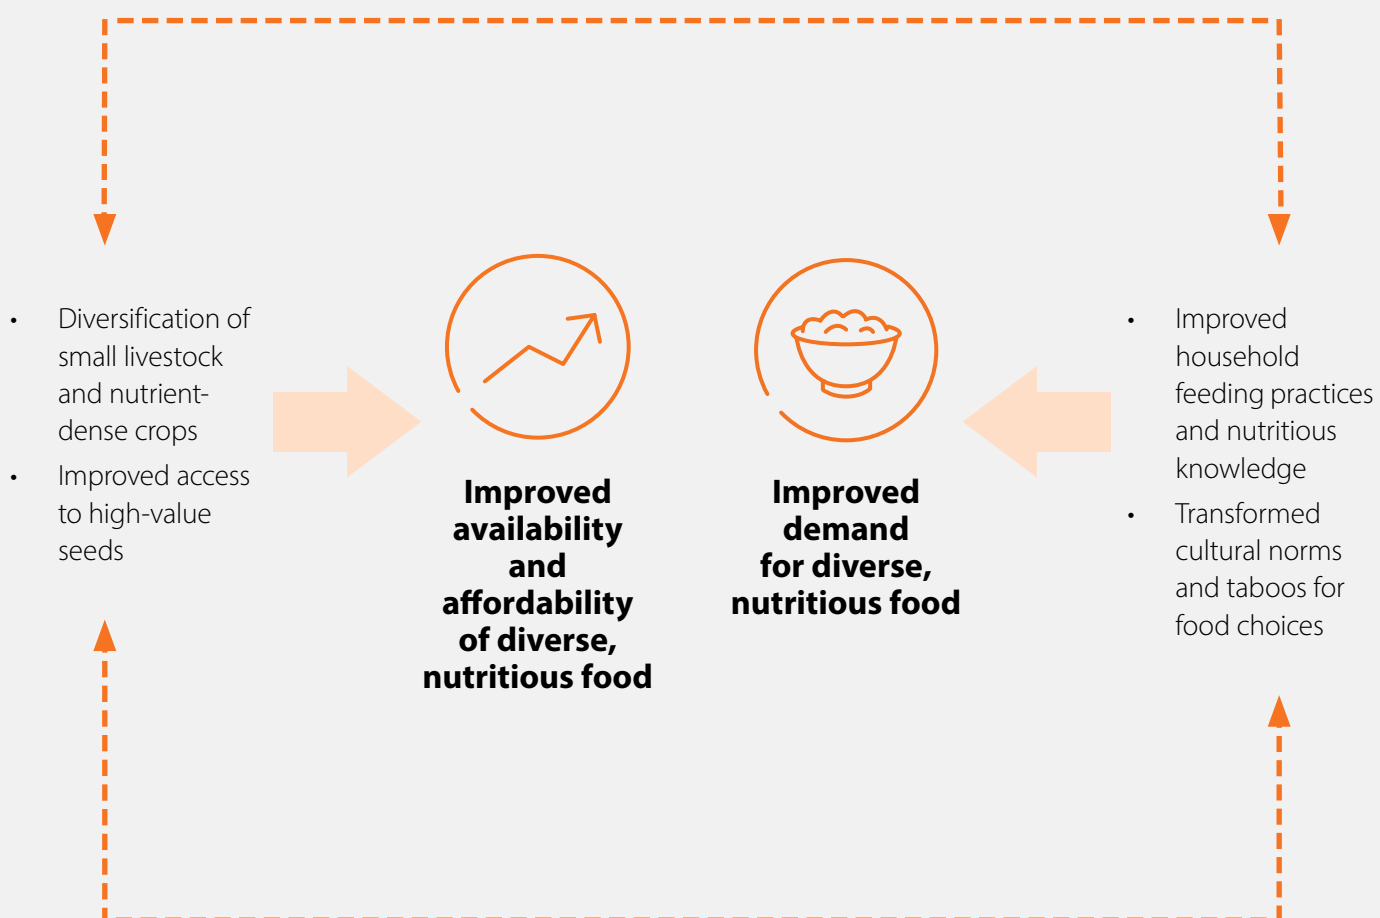 • Diversification of
small livestock
and nutrient-
dense crops
• Improved access
to high-value
seeds
Improved
availability
and
affordability
of diverse,
nutritious food
Improved
demand
for diverse,
nutritious food
• Improved
household
feeding practices
and nutritious
knowledge
• Transformed
cultural norms
and taboos for
food choices